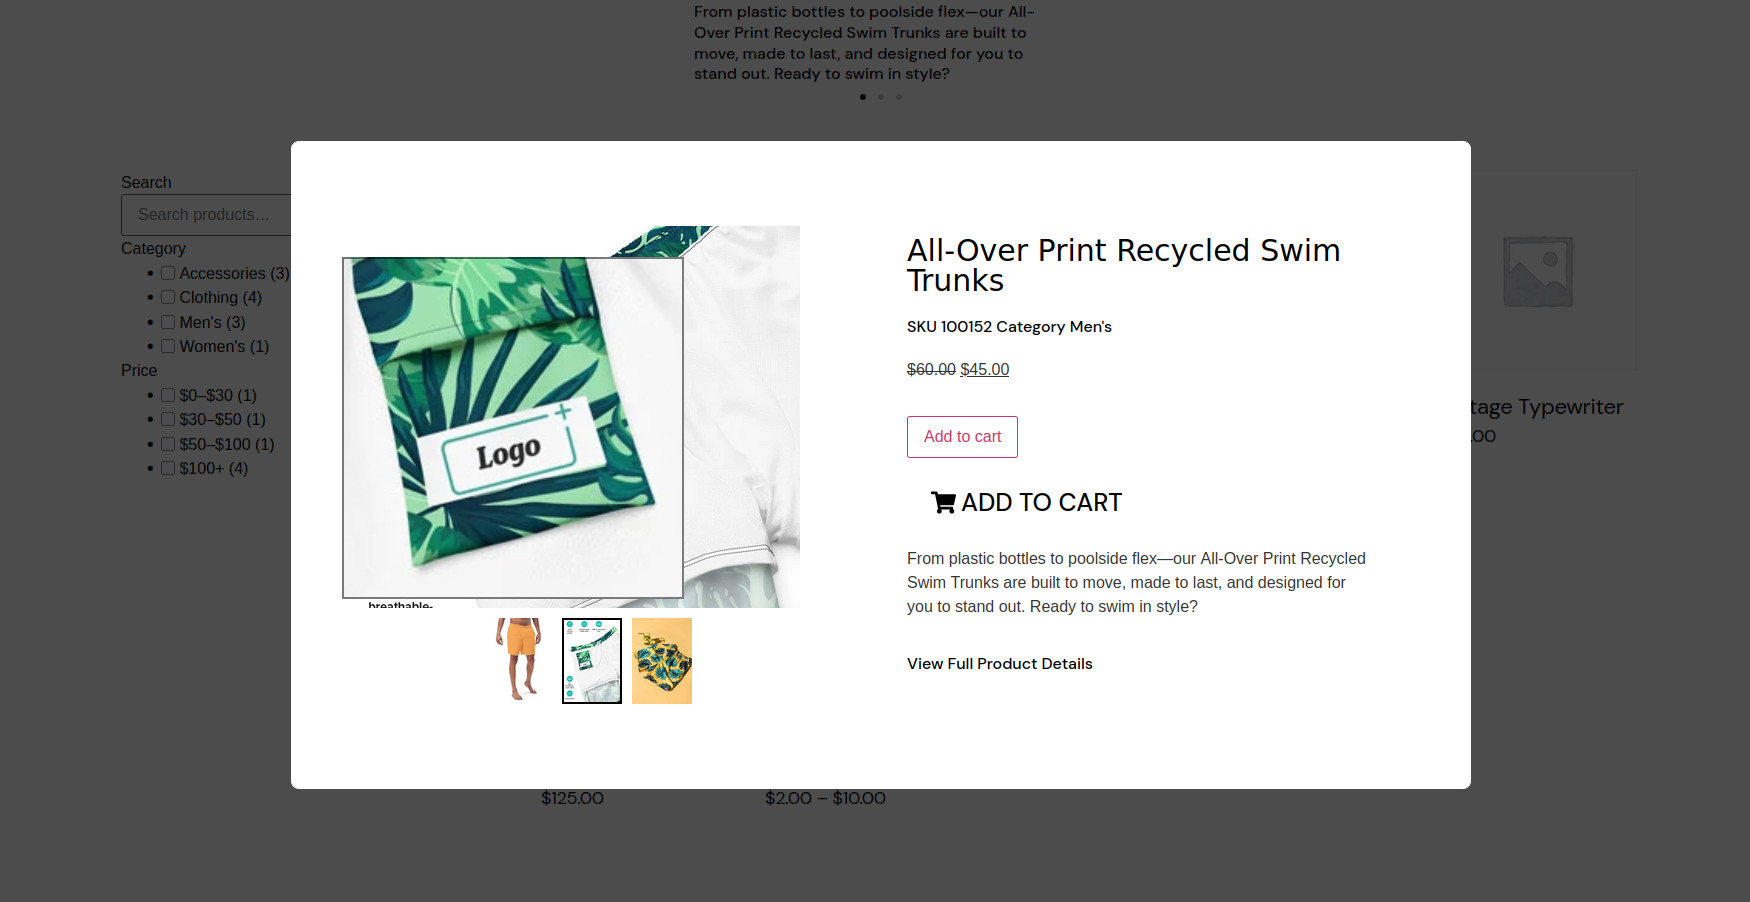 From plastic bottles to poolside flex—our All-
Over Print Recycled Swim Trunks are built to
move, made to last, and designed for you to
stand out. Ready to swim in style?
Search
Search products…
Category
Accessories (3)
Clothing (4)
Men's (3)
Women's (1)
Price
$0–$30 (1)
$30–$50 (1)
$50–$100 (1)
$100+ (4)
Logo
breathable-
All-Over Print Recycled Swim
Trunks
SKU 100152 Category Men's
$60.00 $45.00
Add to cart
ADD TO CART
From plastic bottles to poolside flex—our All-Over Print Recycled
Swim Trunks are built to move, made to last, and designed for
you to stand out. Ready to swim in style?
View Full Product Details
tage Typewriter
.00
$125.00
$2.00 – $10.00